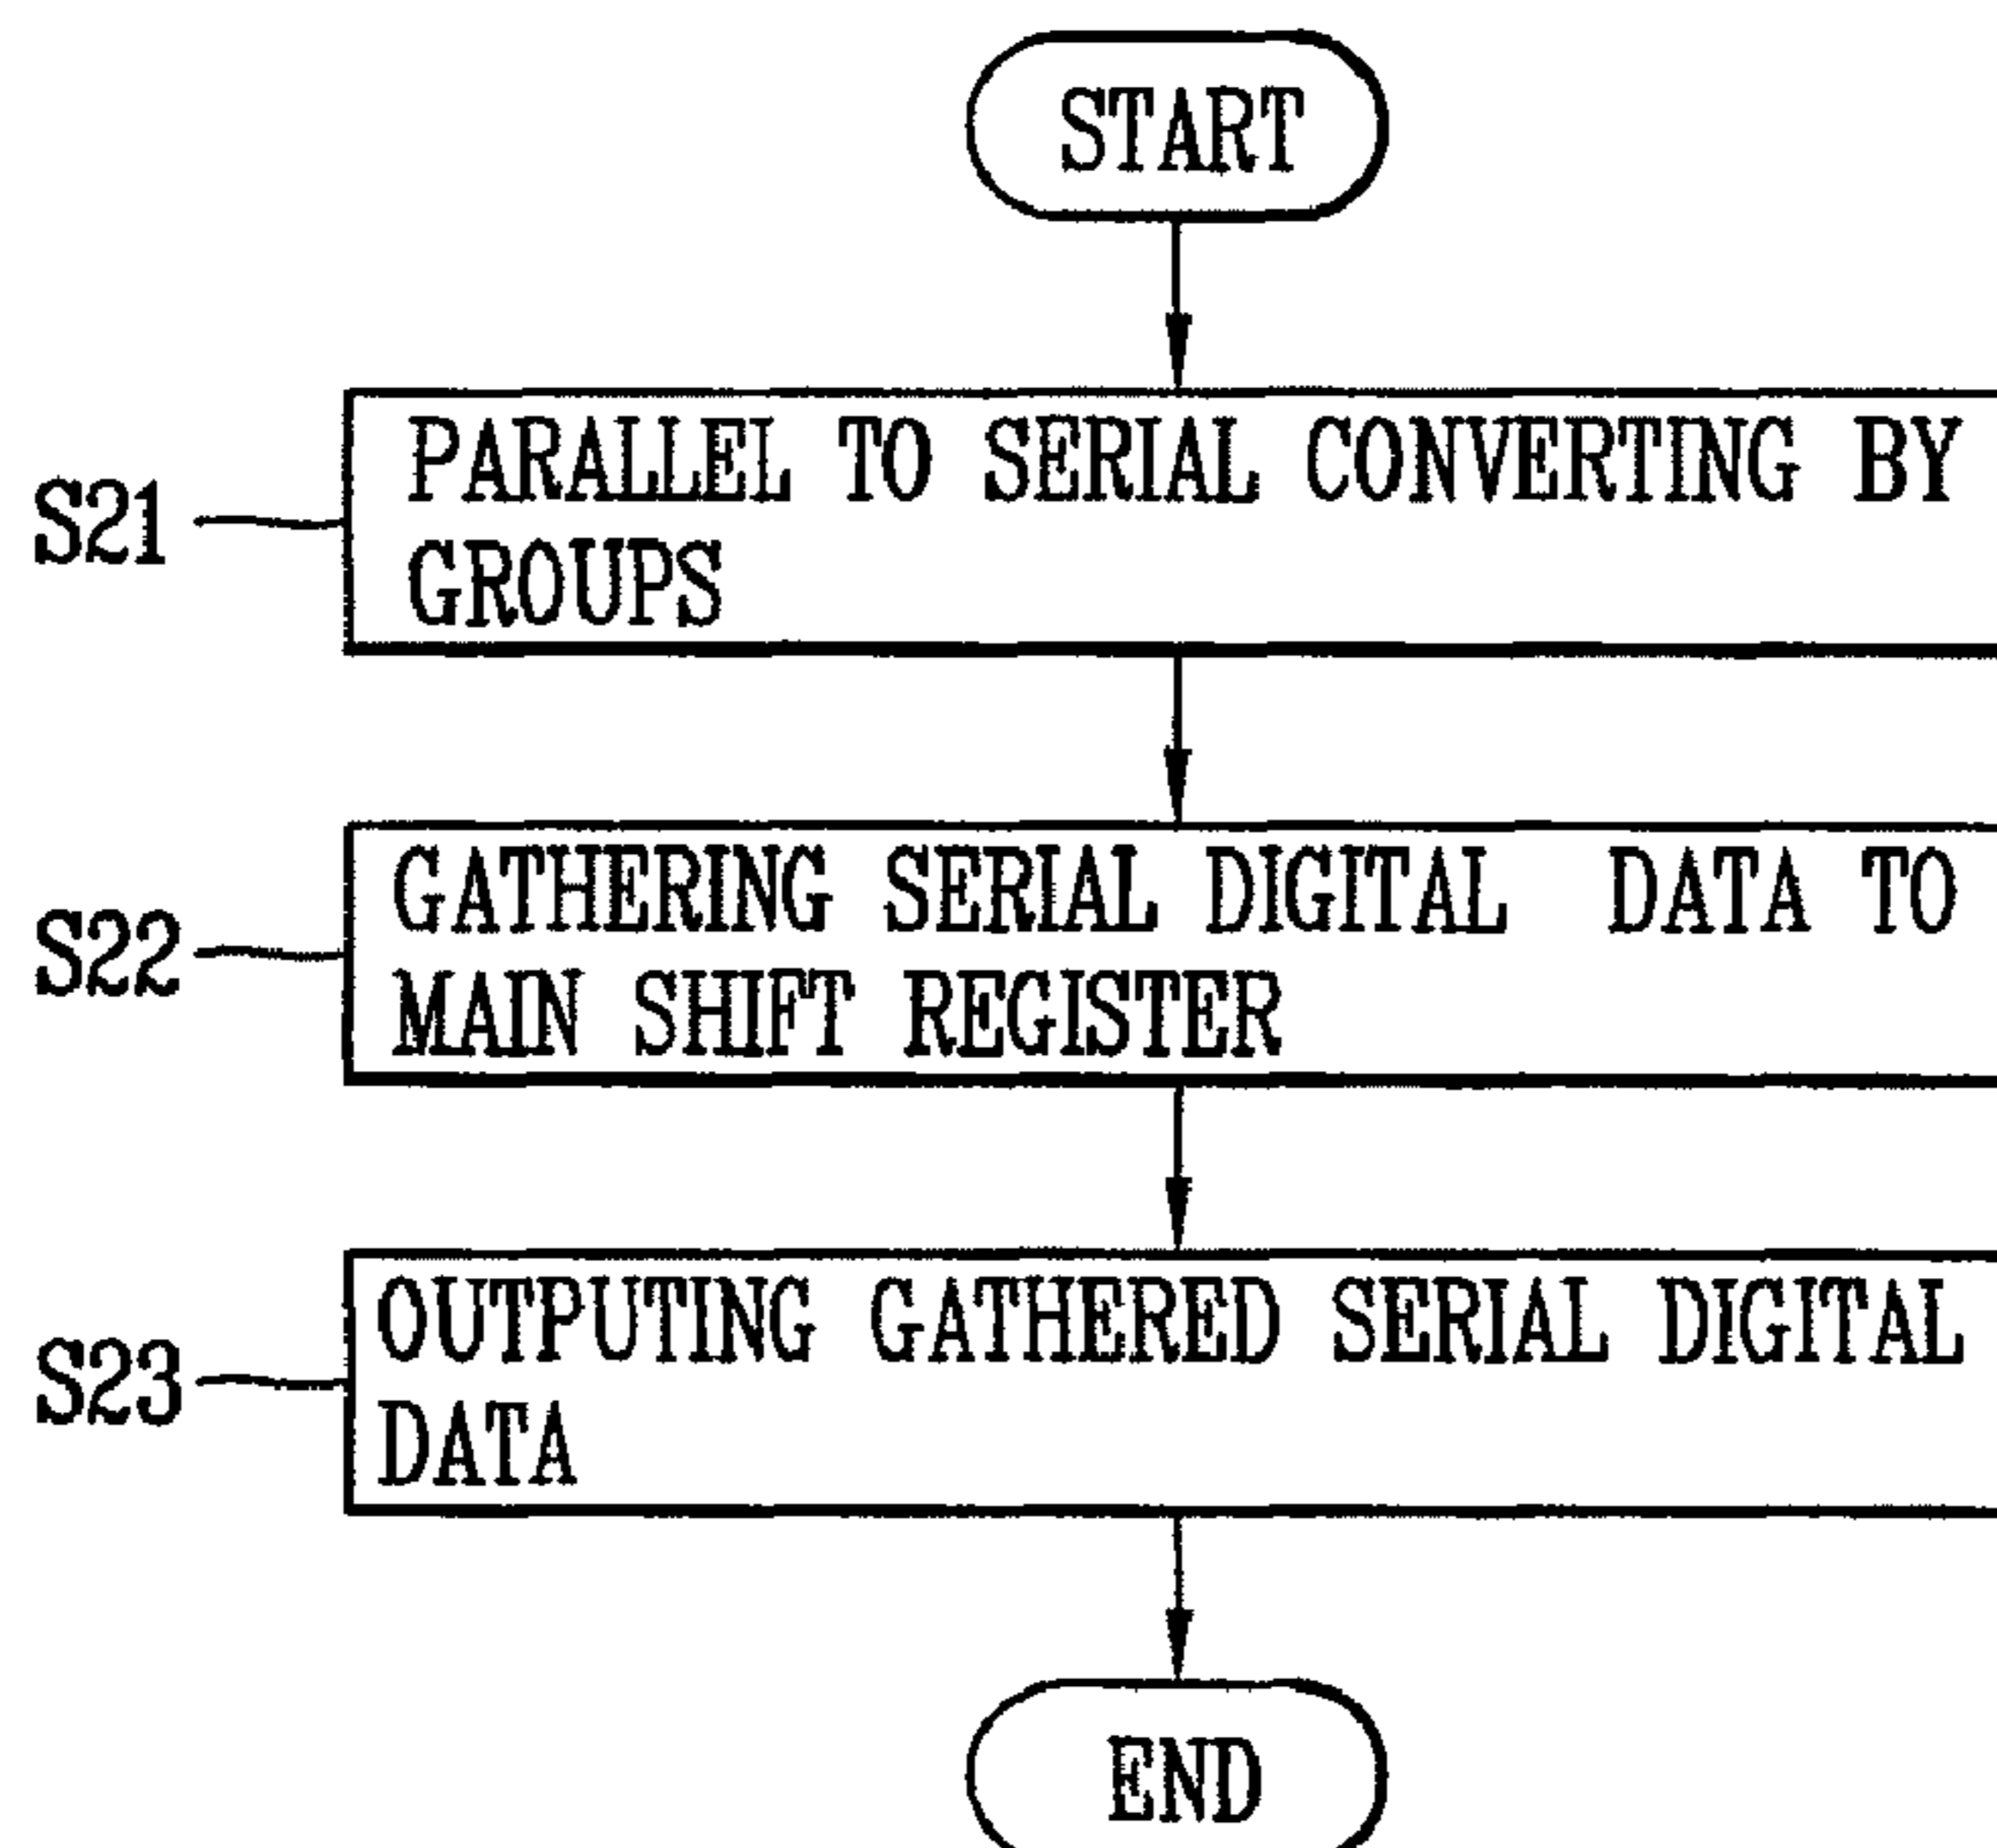 START
S21
PARALLEL TO SERIAL CONVERTING BY
GROUPS
S22
GATHERING SERIAL DIGITAL DATA TO
MAIN SHIFT REGISTER
S23
OUTPUTING GATHERED SERIAL DIGITAL
DATA
END